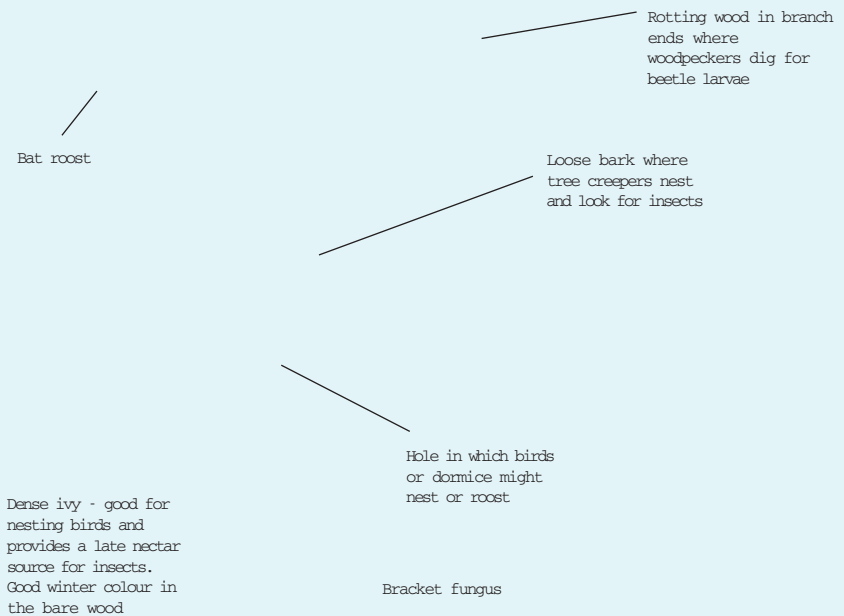 Rotting wood in branch
ends where
woodpeckers dig for
beetle larvae
Bat roost
Loose bark where
tree creepers nest
and look for insects
Hole in which birds
or dormice might
nest or roost
Dense ivy - good for
nesting birds and
provides a late nectar
source for insects.
Good winter colour in
the bare wood
Bracket fungus